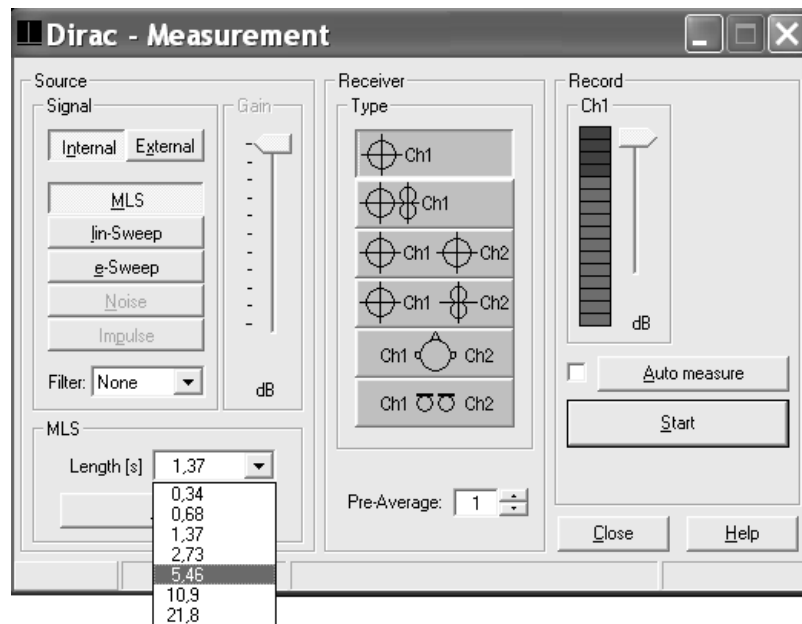 Dirac - Measurement
Source
Signal
Internal External
MLS
lin-Sweep
e-Sweep
Noise
Impulse
Filter: None
Gain
dB
MLS
Length [s] 1,37
0,34
0,68
1,37
2,73
5,46
10,9
21,8
Receiver
Type
Ch1
Ch1
Ch1 Ch2
Ch1 Ch2
Ch1 Ch2
Ch1 Ch2
Pre-Average: 1
Record
Ch1
dB
Auto measure
Start
Close Help